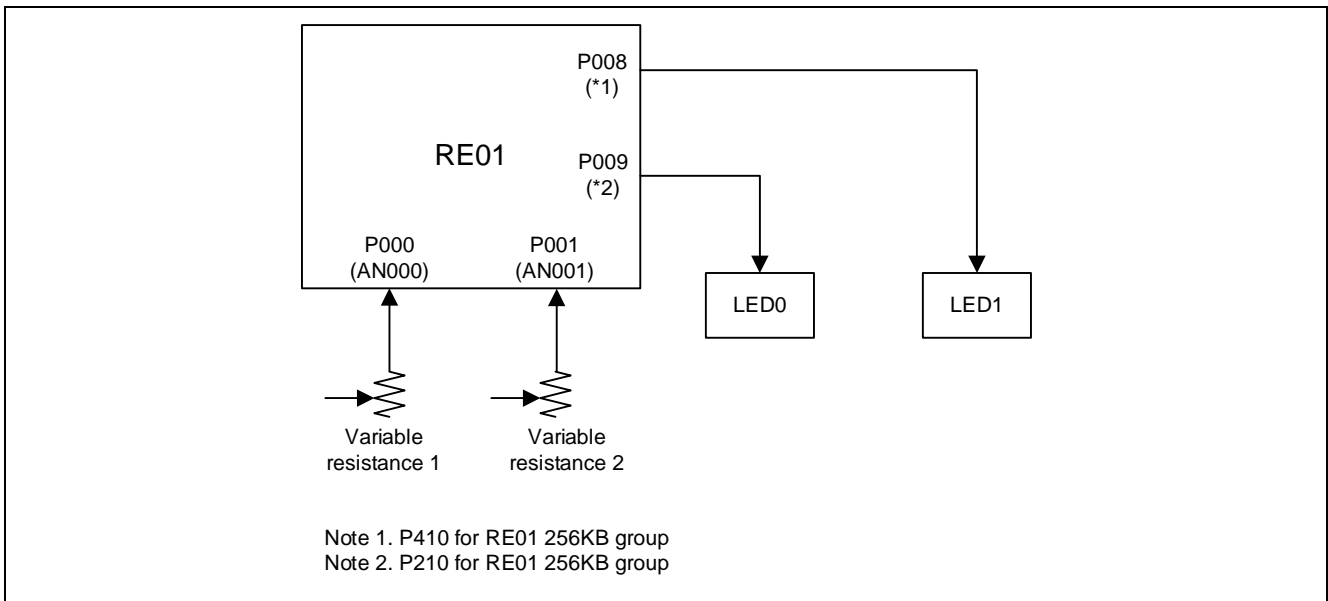 P008
(*1)
RE01
P009
(*2)
P000
(AN000)
P001
(AN001)
LED0
LED1
Variable
resistance 1
Variable
resistance 2
Note 1. P410 for RE01 256KB group
Note 2. P210 for RE01 256KB group